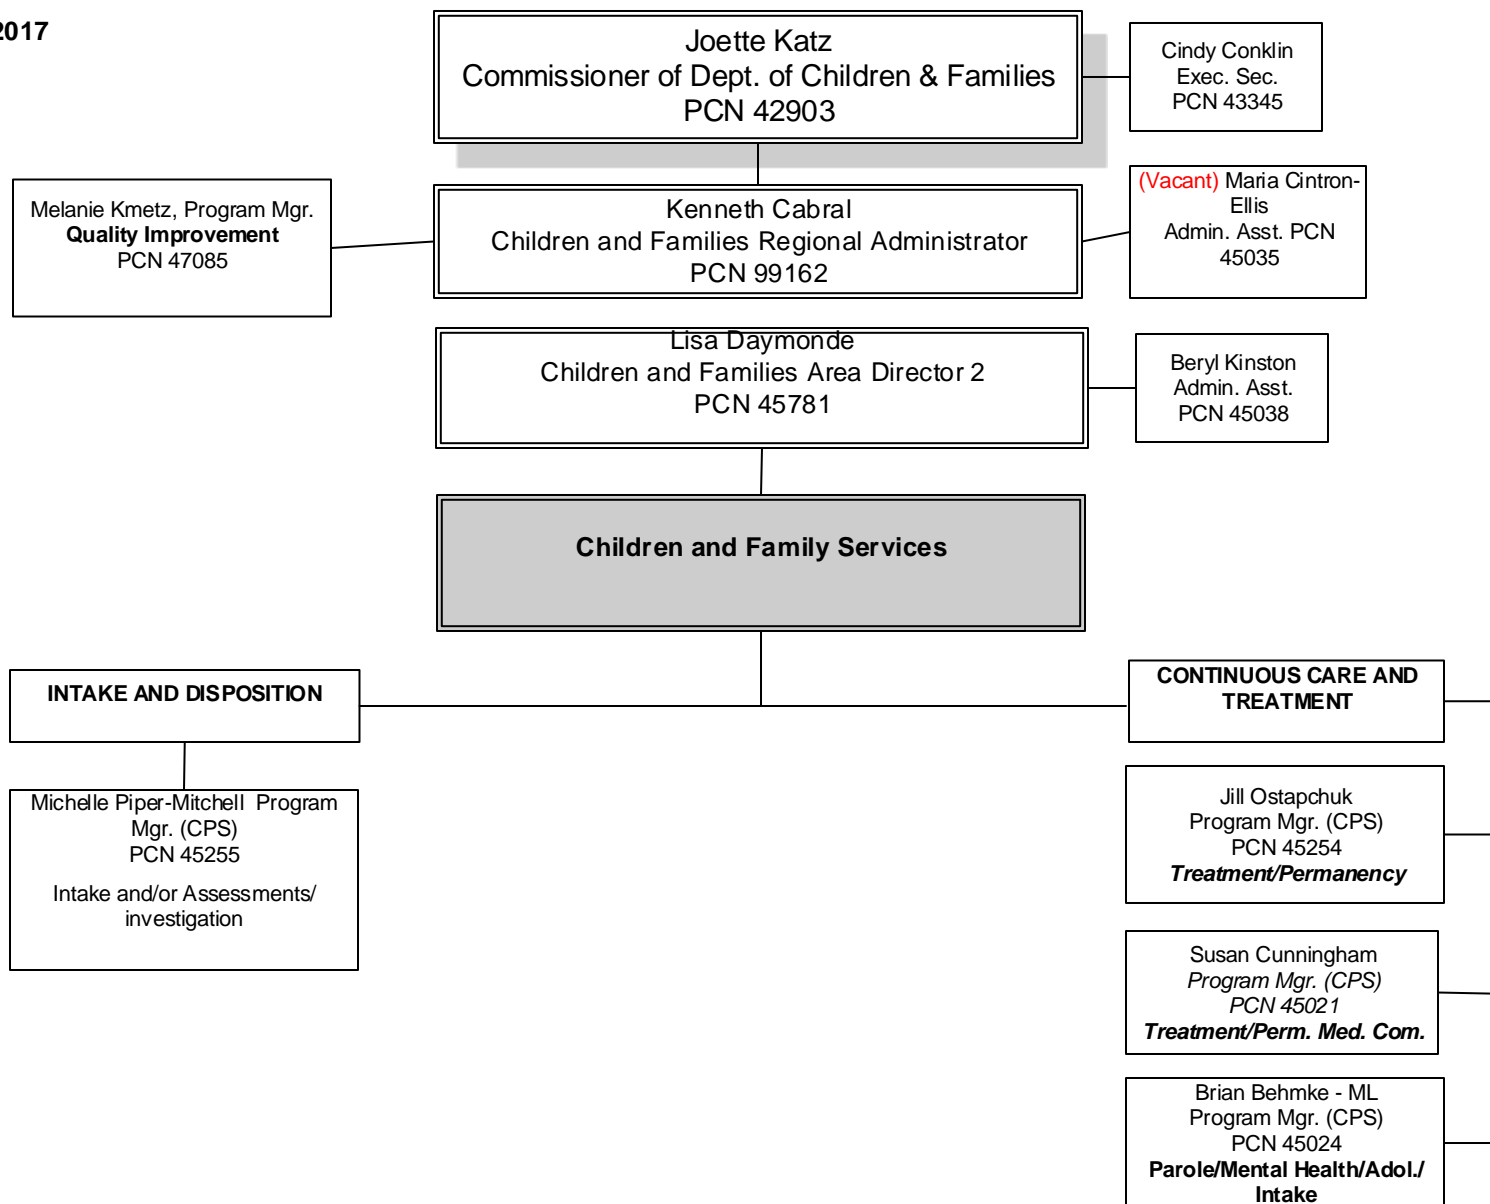 2017
Joette Katz
Commissioner of Dept. of Children & Families
PCN 42903
Cindy Conklin
Exec. Sec.
PCN 43345
Melanie Kmetz, Program Mgr.
Quality Improvement
PCN 47085
Kenneth Cabral
Children and Families Regional Administrator
PCN 99162
(Vacant) Maria Cintron-
Ellis
Admin. Asst. PCN
45035
Lisa Daymonde
Children and Families Area Director 2
PCN 45781
Beryl Kinston
Admin. Asst.
PCN 45038
Children and Family Services
INTAKE AND DISPOSITION
CONTINUOUS CARE AND
TREATMENT
Michelle Piper-Mitchell Program
Mgr. (CPS)
PCN 45255
Intake and/or Assessments/
investigation
Jill Ostapchuk
Program Mgr. (CPS)
PCN 45254
Treatment/Permanency
Susan Cunningham
Program Mgr. (CPS)
PCN 45021
Treatment/Perm. Med. Com.
Brian Behmke - ML
Program Mgr. (CPS)
PCN 45024
Parole/Mental Health/Adol./
Intake